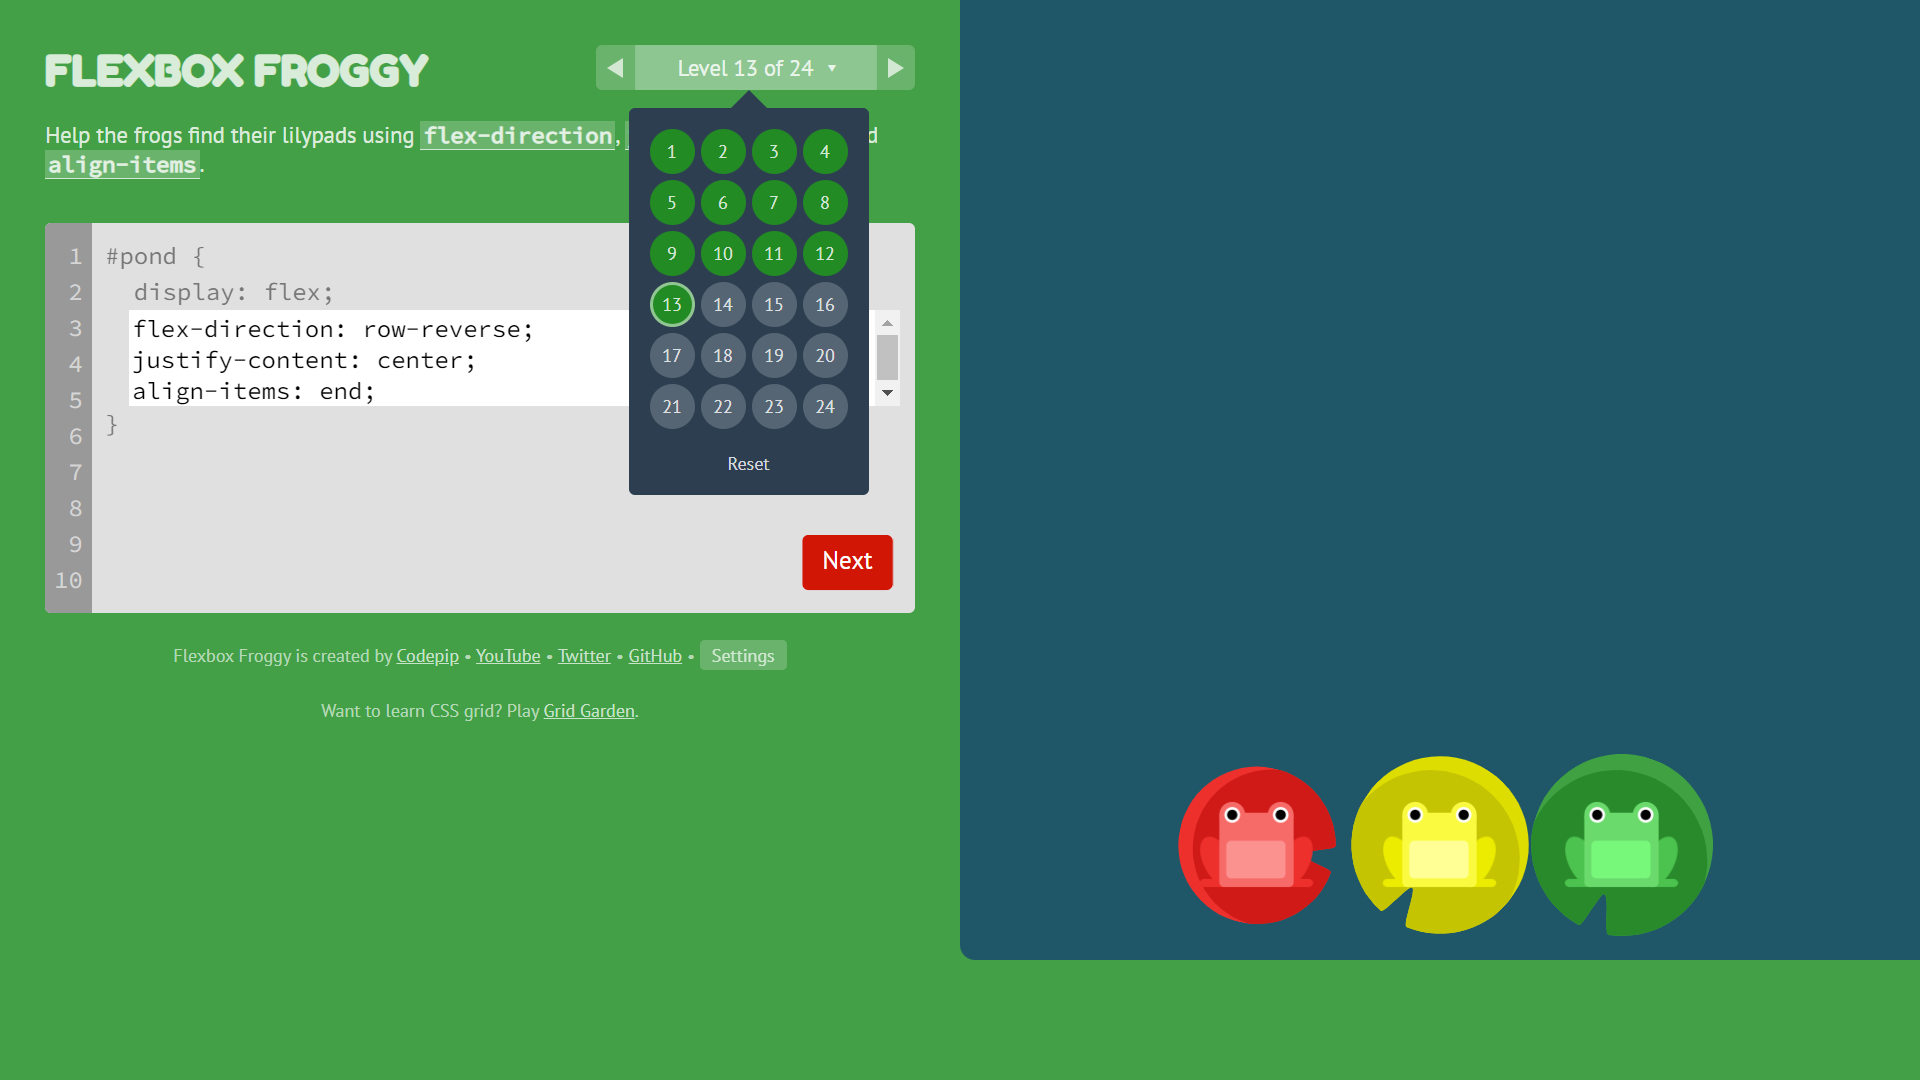 FLEXBOX FROGGY
Level 13 of 24
Help the frogs find their lilypads using flex-direction, d
align-items.
1 2 3 4
5 6 7 8
9 10 11 12
13 14 15 16
17 18 19 20
21 22 23 24
Reset
1 #pond {
2 display: flex;
3 flex-direction: row-reverse;
4 justify-content: center;
5 align-items: end;
6 }
7
8
9
10
Next
Flexbox Froggy is created by Codepip • YouTube • Twitter • GitHub • Settings
Want to learn CSS grid? Play Grid Garden.